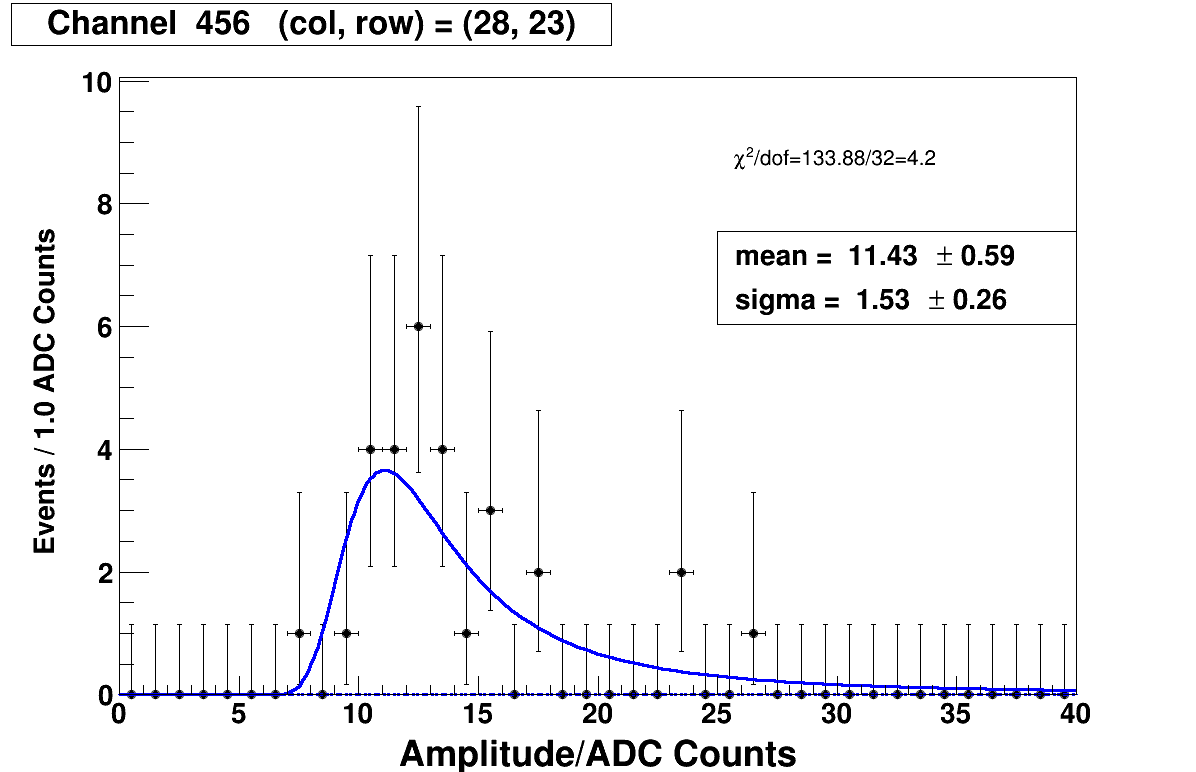 Channel 456 (col, row) = (28, 23)
10
8
6
4
2
0
Events / 1.0 ADC Counts
χ²/dof=133.88/32=4.2
mean = 11.43 ± 0.59
sigma = 1.53 ± 0.26
0 5 10 15 20 25 30 35 40
Amplitude/ADC Counts